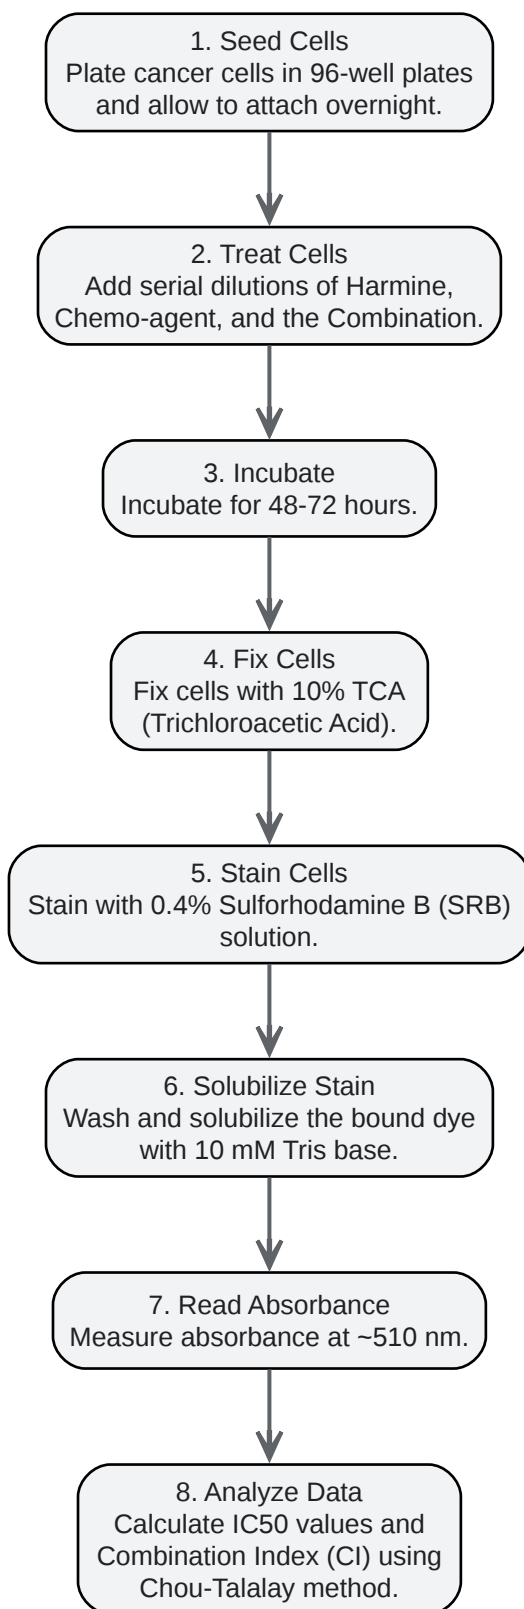 1. Seed Cells
Plate cancer cells in 96-well plates
and allow to attach overnight.
2. Treat Cells
Add serial dilutions of Harmine,
Chemo-agent, and the Combination.
3. Incubate
Incubate for 48-72 hours.
4. Fix Cells
Fix cells with 10% TCA
(Trichloroacetic Acid).
5. Stain Cells
Stain with 0.4% Sulforhodamine B (SRB)
solution.
6. Solubilize Stain
Wash and solubilize the bound dye
with 10 mM Tris base.
7. Read Absorbance
Measure absorbance at ~510 nm.
8. Analyze Data
Calculate IC50 values and
Combination Index (CI) using
Chou-Talalay method.